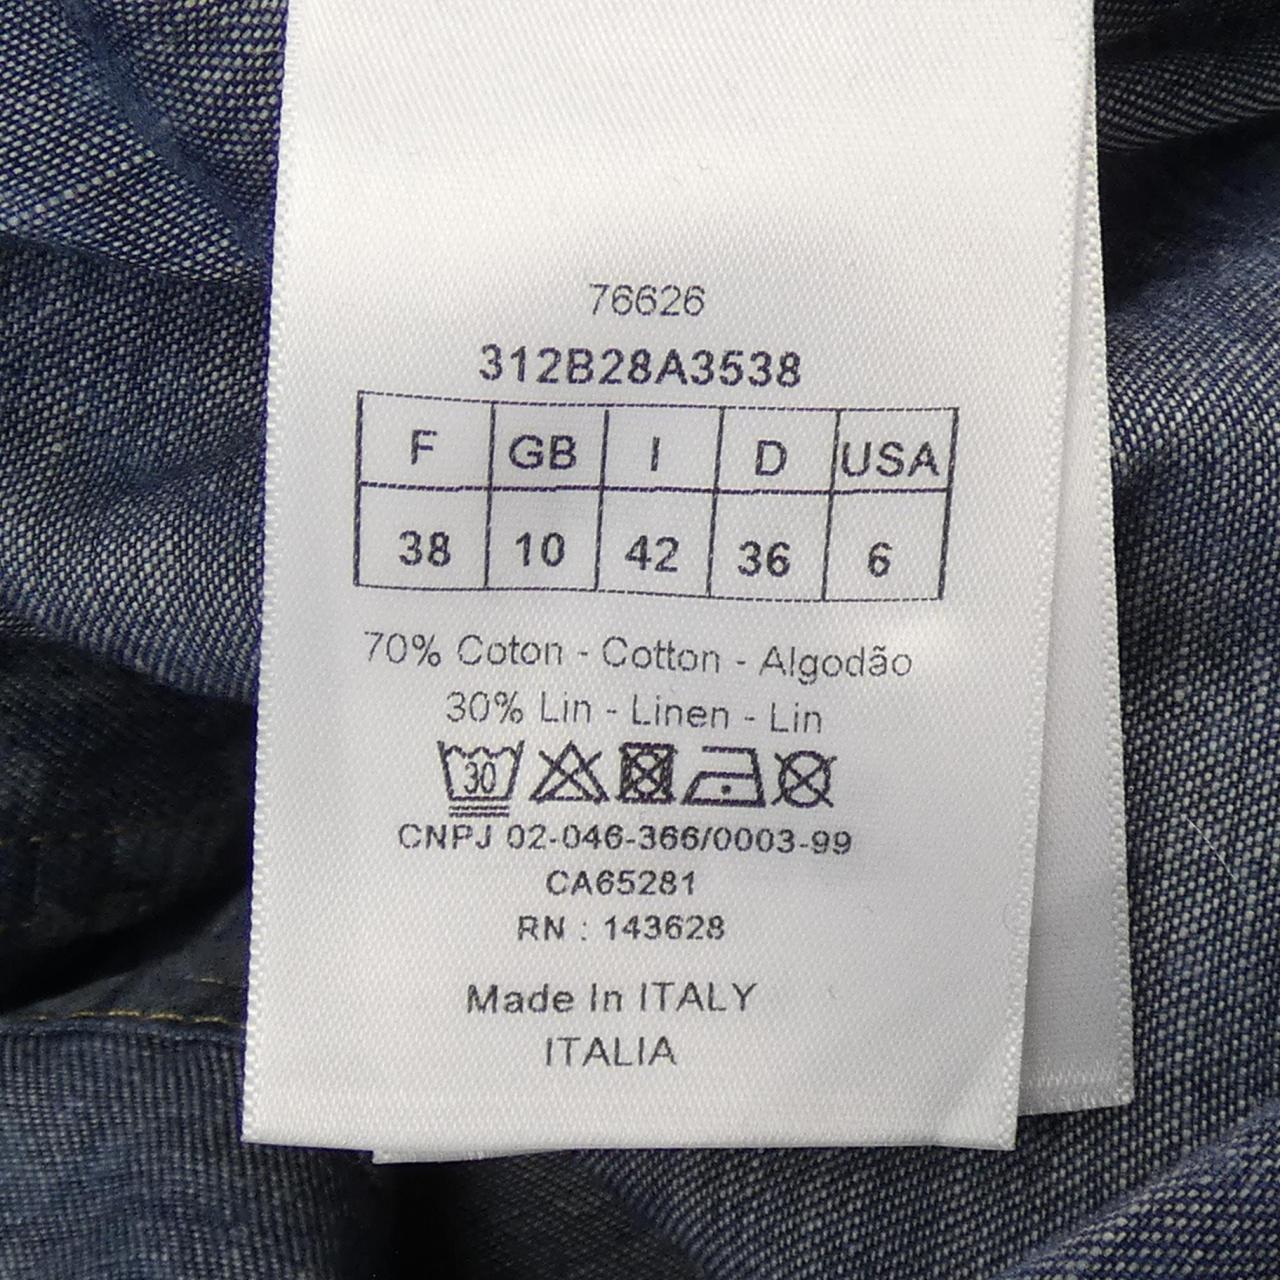 76626
312B28A3538
F GB I D USA
38 10 42 36 6
70% Coton - Cotton - Algodão
30% Lin - Linen - Lin
30
CNPJ 02-046-366/0003-99
CA65281
RN : 143628
Made In ITALY
ITALIA